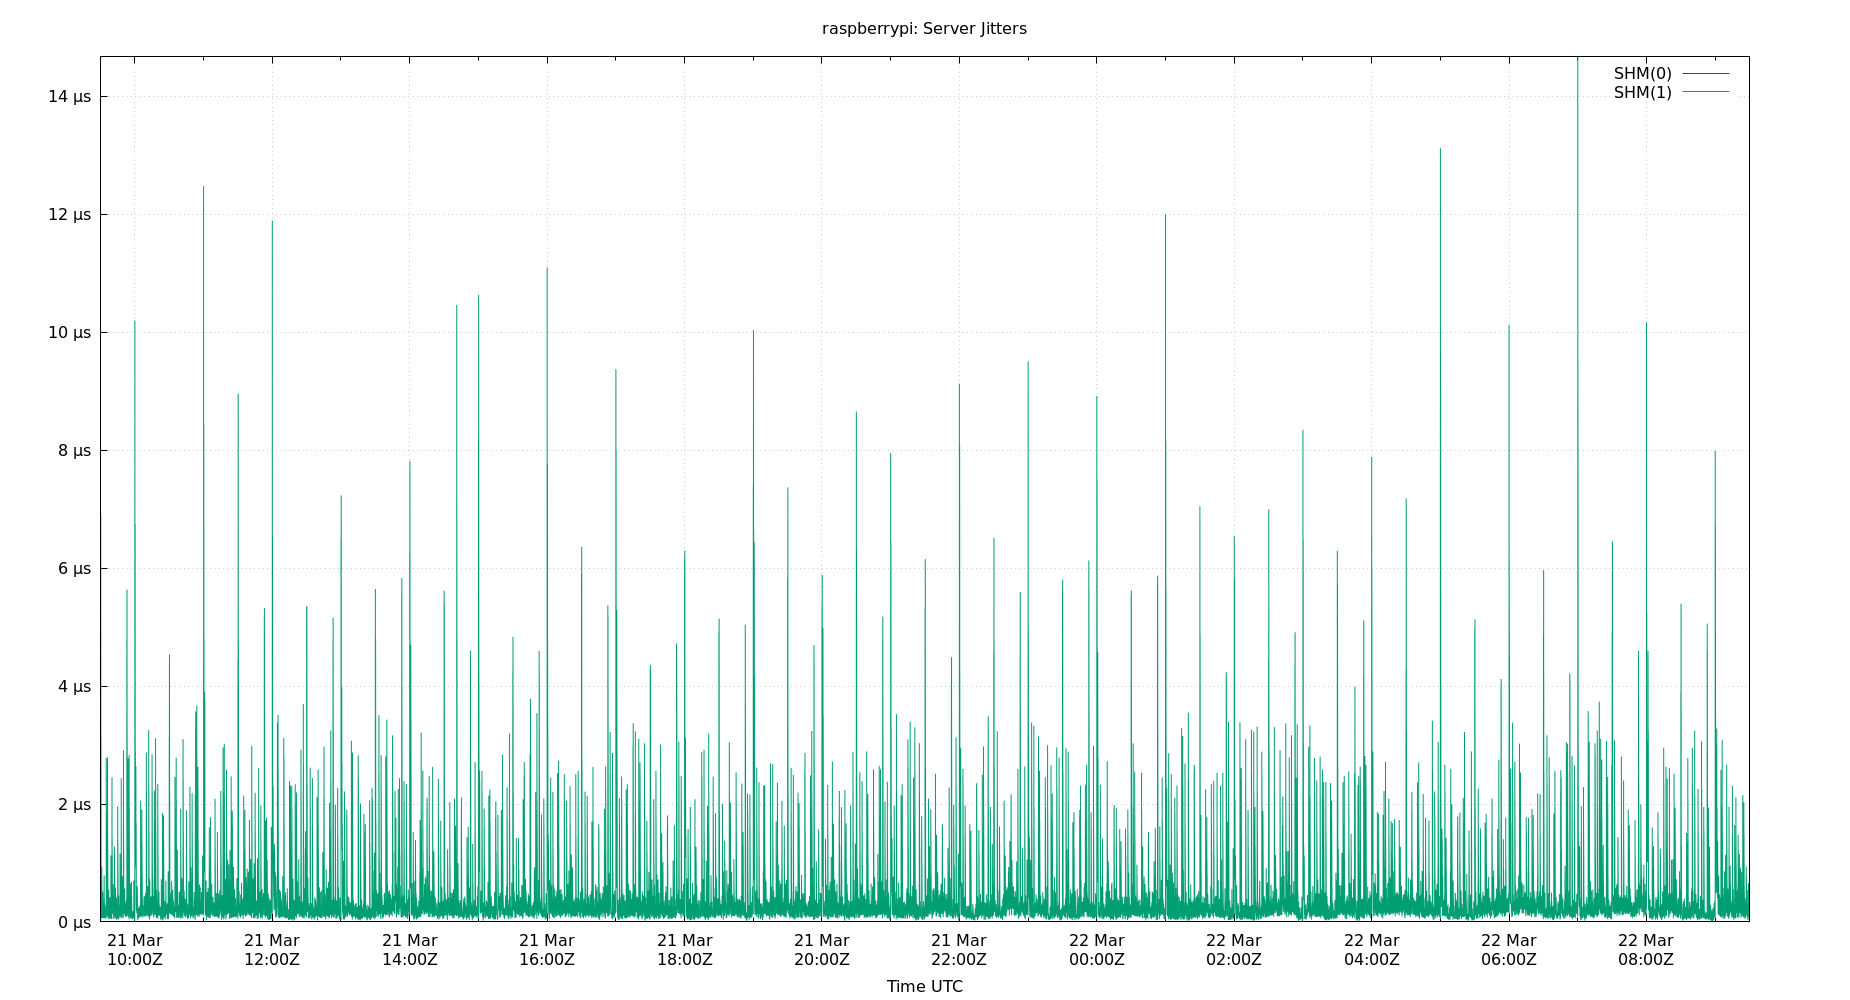 raspberrypi: Server Jitters
SHM(0)
SHM(1)
14 µs
12 µs
10 µs
8 µs
6 µs
4 µs
2 µs
0 µs
21 Mar 21 Mar 21 Mar 21 Mar 21 Mar 21 Mar 21 Mar 22 Mar 22 Mar 22 Mar 22 Mar 22 Mar
10:00Z 12:00Z 14:00Z 16:00Z 18:00Z 20:00Z 22:00Z 00:00Z 02:00Z 04:00Z 06:00Z 08:00Z
Time UTC